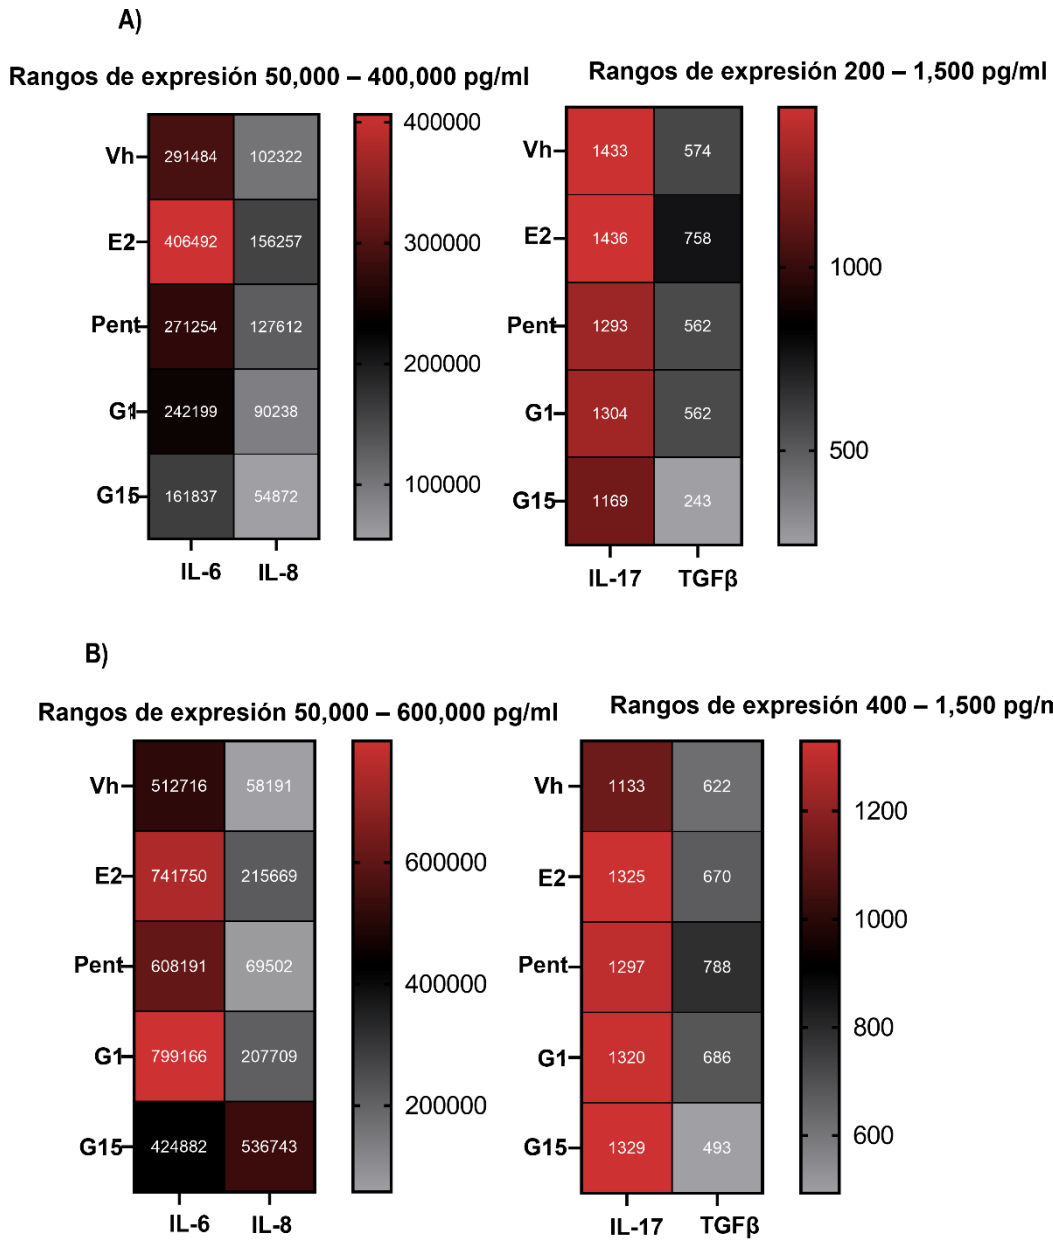 A)
Rangos de expresión 50,000 – 400,000 pg/ml
Rangos de expresión 200 – 1,500 pg/ml
Vh 291484 102322
E2 406492 156257
Pent 271254 127612
G1 242199 90238
G15 161837 54872
IL-6 IL-8
400000
300000
200000
100000
Vh 1433 574
E2 1436 758
Pent 1293 562
G1 1304 562
G15 1169 243
IL-17 TGFβ
1000
500
B)
Rangos de expresión 50,000 – 600,000 pg/ml
Rangos de expresión 400 – 1,500 pg/m
Vh 512716 58191
E2 741750 215669
Pent 608191 69502
G1 799166 207709
G15 424882 536743
IL-6 IL-8
600000
400000
200000
Vh 1133 622
E2 1325 670
Pent 1297 788
G1 1320 686
G15 1329 493
IL-17 TGFβ
1200
1000
800
600